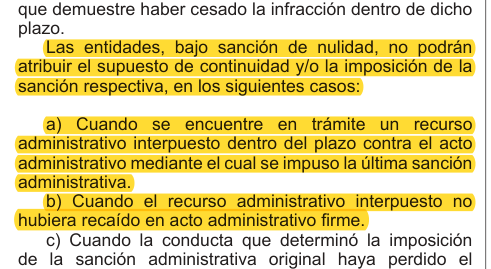 que demuestre haber cesado la infracción dentro de dicho
plazo.
Las entidades, bajo sanción de nulidad, no podrán
atribuir el supuesto de continuidad y/o la imposición de la
sanción respectiva, en los siguientes casos:
a) Cuando se encuentre en trámite un recurso
administrativo interpuesto dentro del plazo contra el acto
administrativo mediante el cual se impuso la última sanción
administrativa.
b) Cuando el recurso administrativo interpuesto no
hubiera recaído en acto administrativo firme.
c) Cuando la conducta que determinó la imposición
de la sanción administrativa original haya perdido el